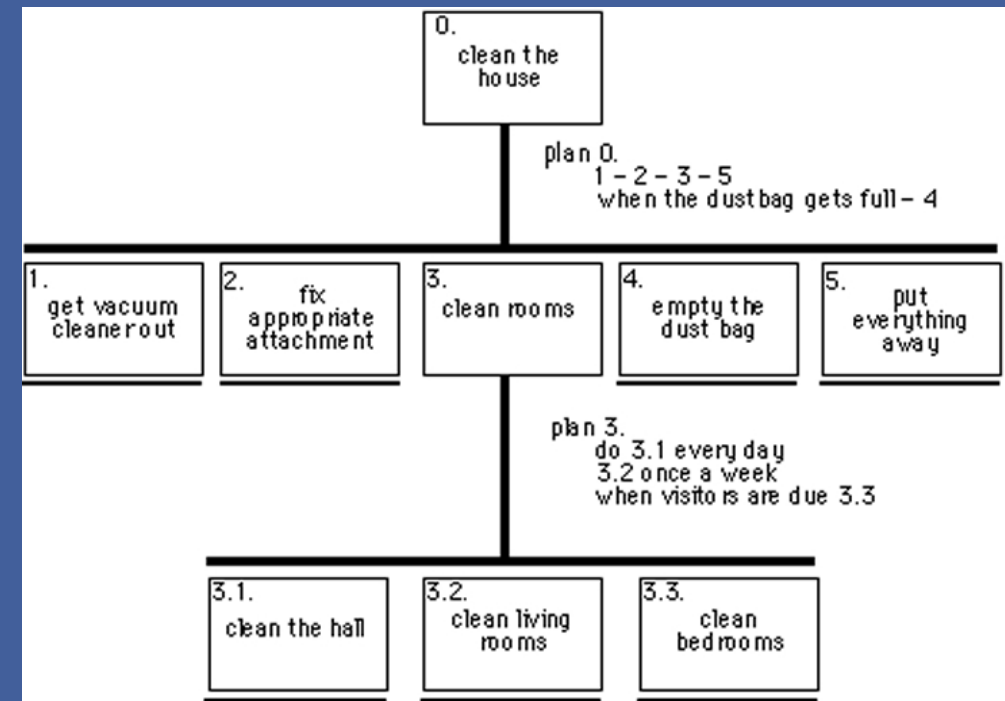 0.
clean the
house
plan 0.
1 – 2 – 3 – 5
when the dustbag gets full – 4
1.
get vacuum
cleaner out
2.
fix
appropriate
attachment
3.
clean rooms
4.
empty the
dust bag
5.
put
everything
away
plan 3.
do 3.1 every day
3.2 once a week
when visitors are due 3.3
3.1.
clean the hall
3.2.
clean living
rooms
3.3.
clean
bedrooms